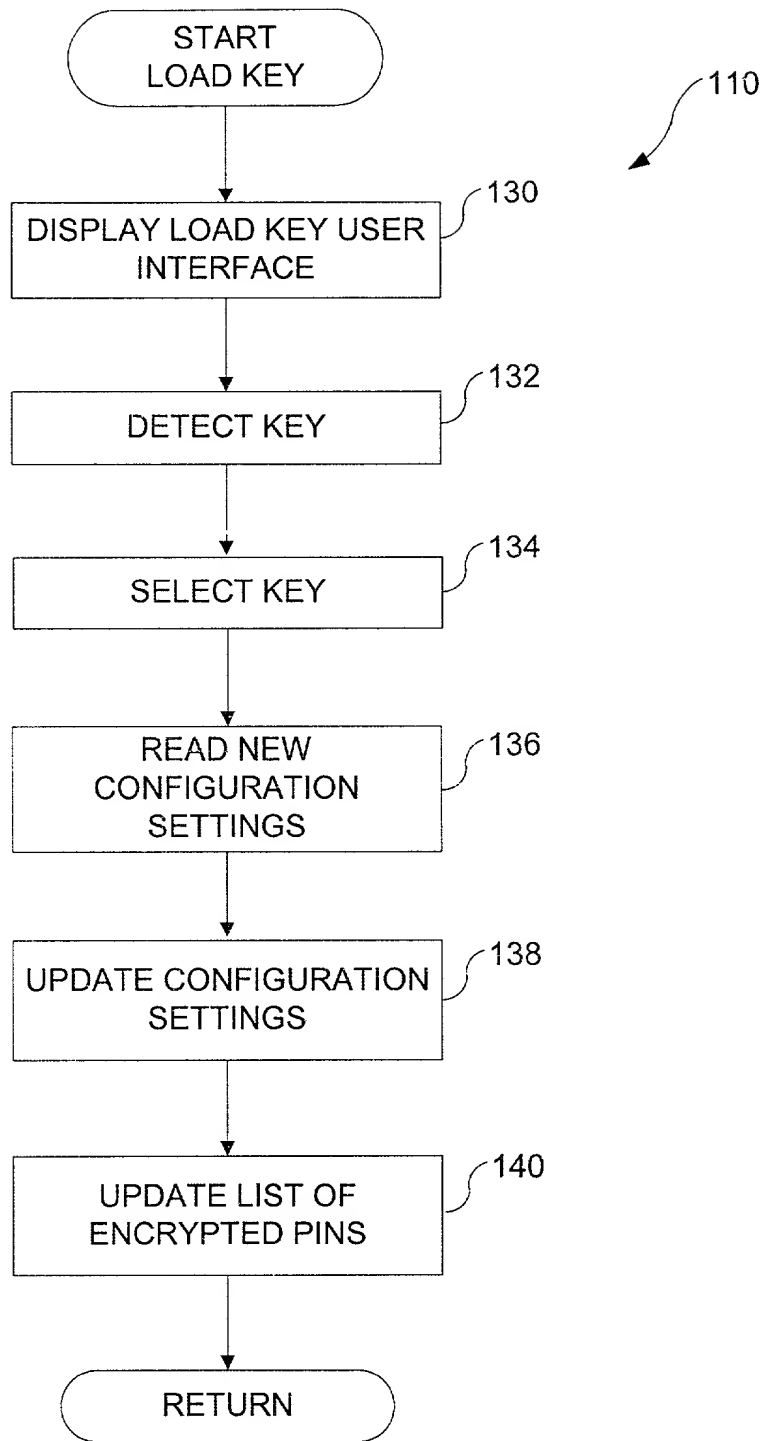 START
LOAD KEY
110
130
DISPLAY LOAD KEY USER
INTERFACE
132
DETECT KEY
134
SELECT KEY
136
READ NEW
CONFIGURATION
SETTINGS
138
UPDATE CONFIGURATION
SETTINGS
140
UPDATE LIST OF
ENCRYPTED PINS
RETURN